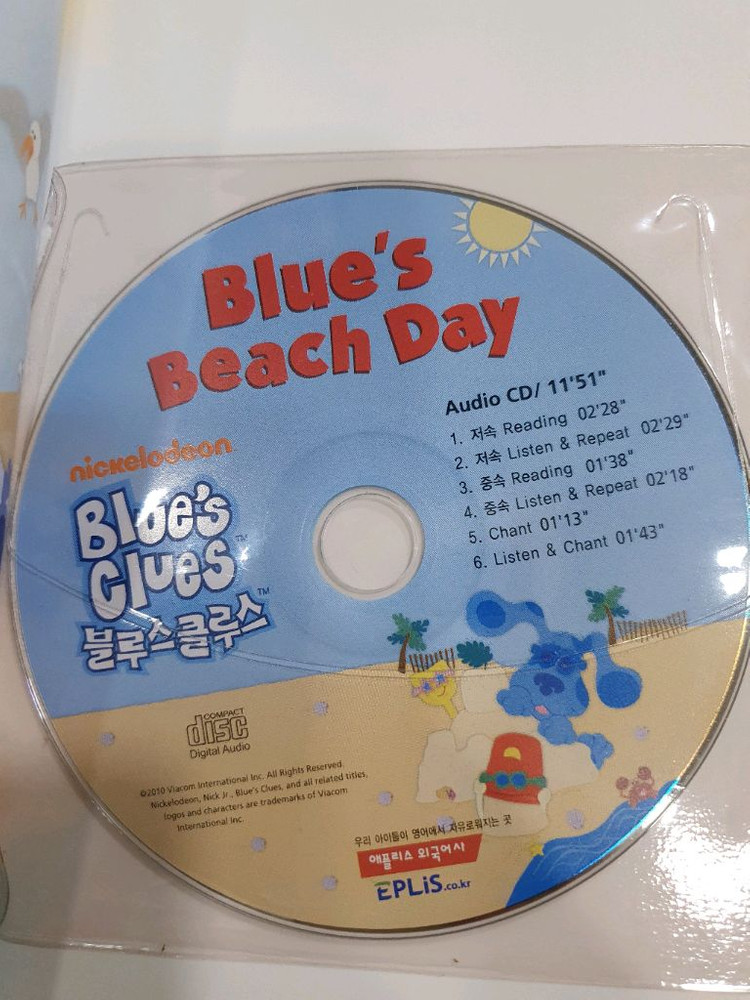 Blue's
Beach Day
Audio CD/ 11'51"
1. 저속 Reading 02'28"
2. 저속 Listen & Repeat 02'29"
3. 중속 Reading 01'38"
4. 중속 Listen & Repeat 02'18"
5. Chant 01'13"
6. Listen & Chant 01'43"
nickelodeon
Blue's
Clues™
블루스클루스™
COMPACT
disc
Digital Audio
©2010 Viacom International Inc. All Rights Reserved.
Nickelodeon, Nick Jr., Blue's Clues, and all related titles,
logos and characters are trademarks of Viacom
International Inc.
우리 아이들이 영어에서 자유로워지는 곳
애플리스 외국어사
EPLiS.co.kr